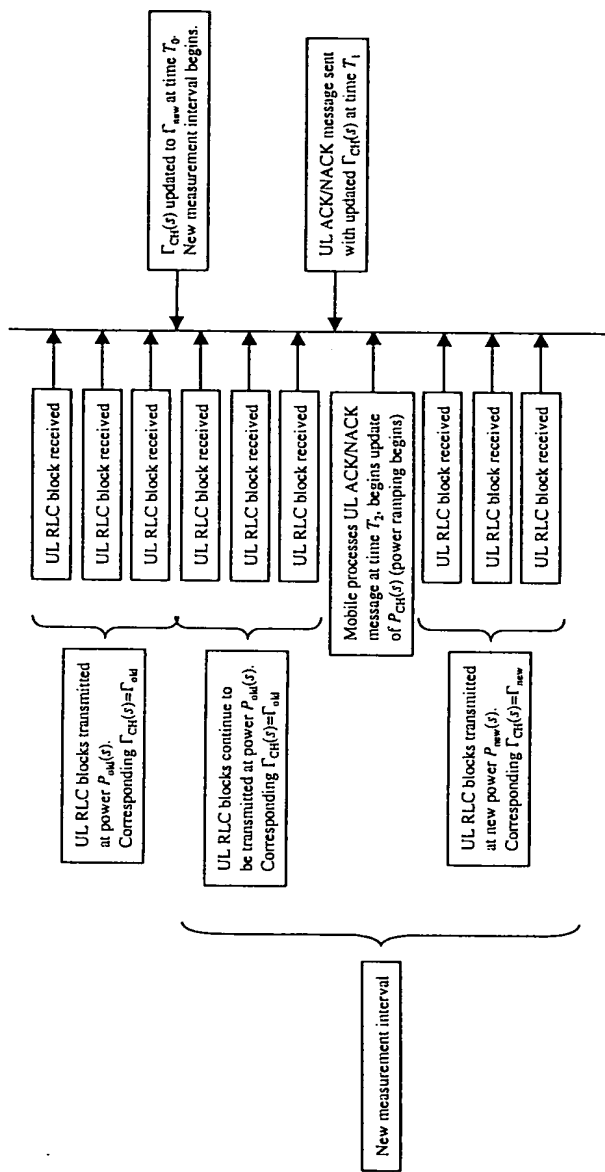 UL RLC block received
UL RLC block received
UL RLC block received
UL RLC block received
UL RLC block received
UL RLC block received
Mobile processes UL ACK/NACK
message at time T₂, begins update
of P_CH(s) (power ramping begins)
UL RLC block received
UL RLC block received
UL RLC block received
Γ_CH(s) updated to Γ_new at time T₀.
New measurement interval begins.
UL ACK/NACK message sent
with updated Γ_CH(s) at time T₁
UL RLC blocks transmitted
at power P_old(s).
Corresponding Γ_CH(s)=Γ_old
UL RLC blocks continue to
be transmitted at power P_old(s).
Corresponding Γ_CH(s)=Γ_old
UL RLC blocks transmitted
at new power P_new(s).
Corresponding Γ_CH(s)=Γ_new
New measurement interval